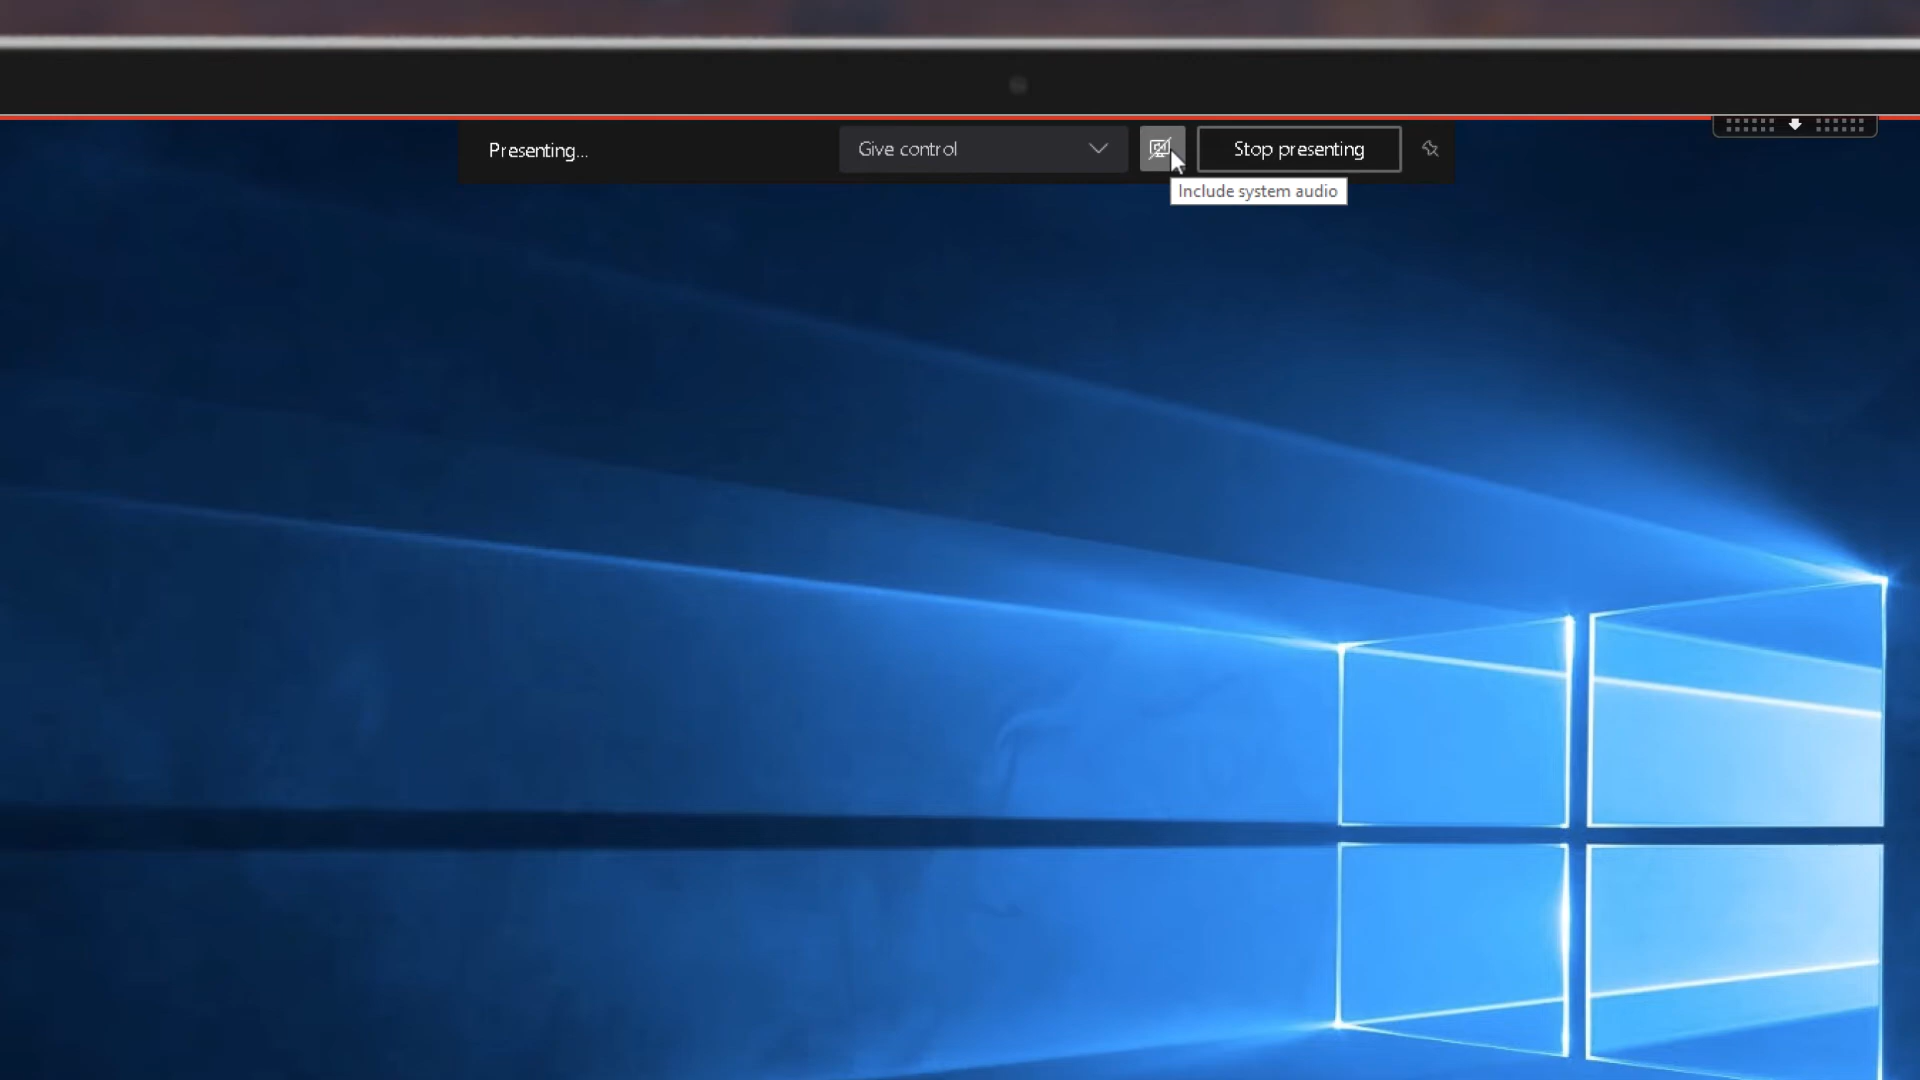 Presenting...
Give control
Stop presenting
Include system audio